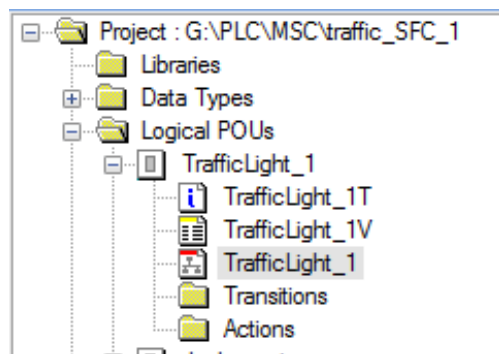 Project : G:\PLC\MSC\traffic_SFC_1
Libraries
Data Types
Logical POUs
TrafficLight_1
TrafficLight_1T
TrafficLight_1V
TrafficLight_1
Transitions
Actions